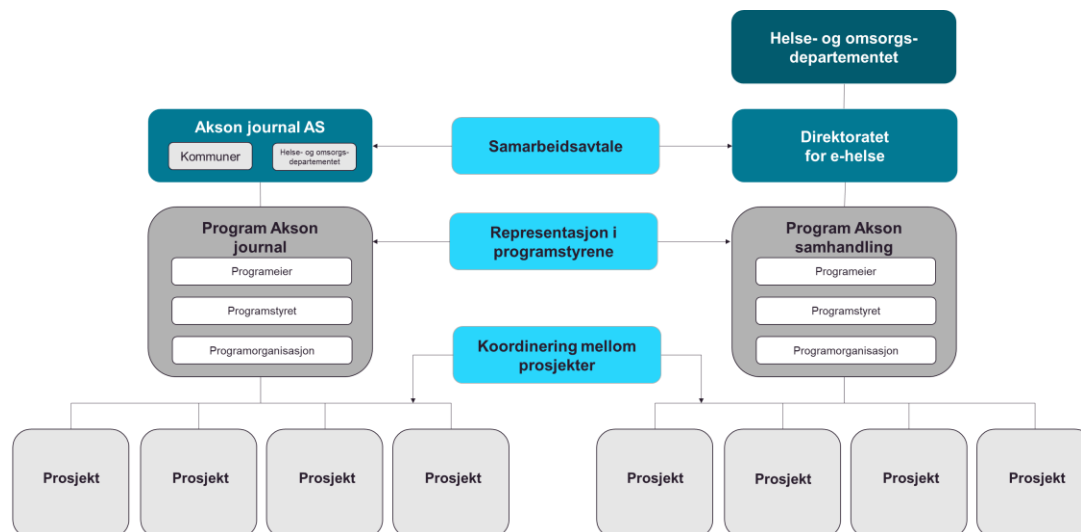 Helse- og omsorgs-
departementet
Akson journal AS
Kommuner
Helse- og omsorgs-
departementet
Samarbeidsavtale
Direktoratet
for e-helse
Program Akson
journal
Programeier
Programstyret
Programorganisasjon
Representasjon i
programstyrene
Program Akson
samhandling
Programeier
Programstyret
Programorganisasjon
Koordinering mellom
prosjekter
Prosjekt
Prosjekt
Prosjekt
Prosjekt
Prosjekt
Prosjekt
Prosjekt
Prosjekt